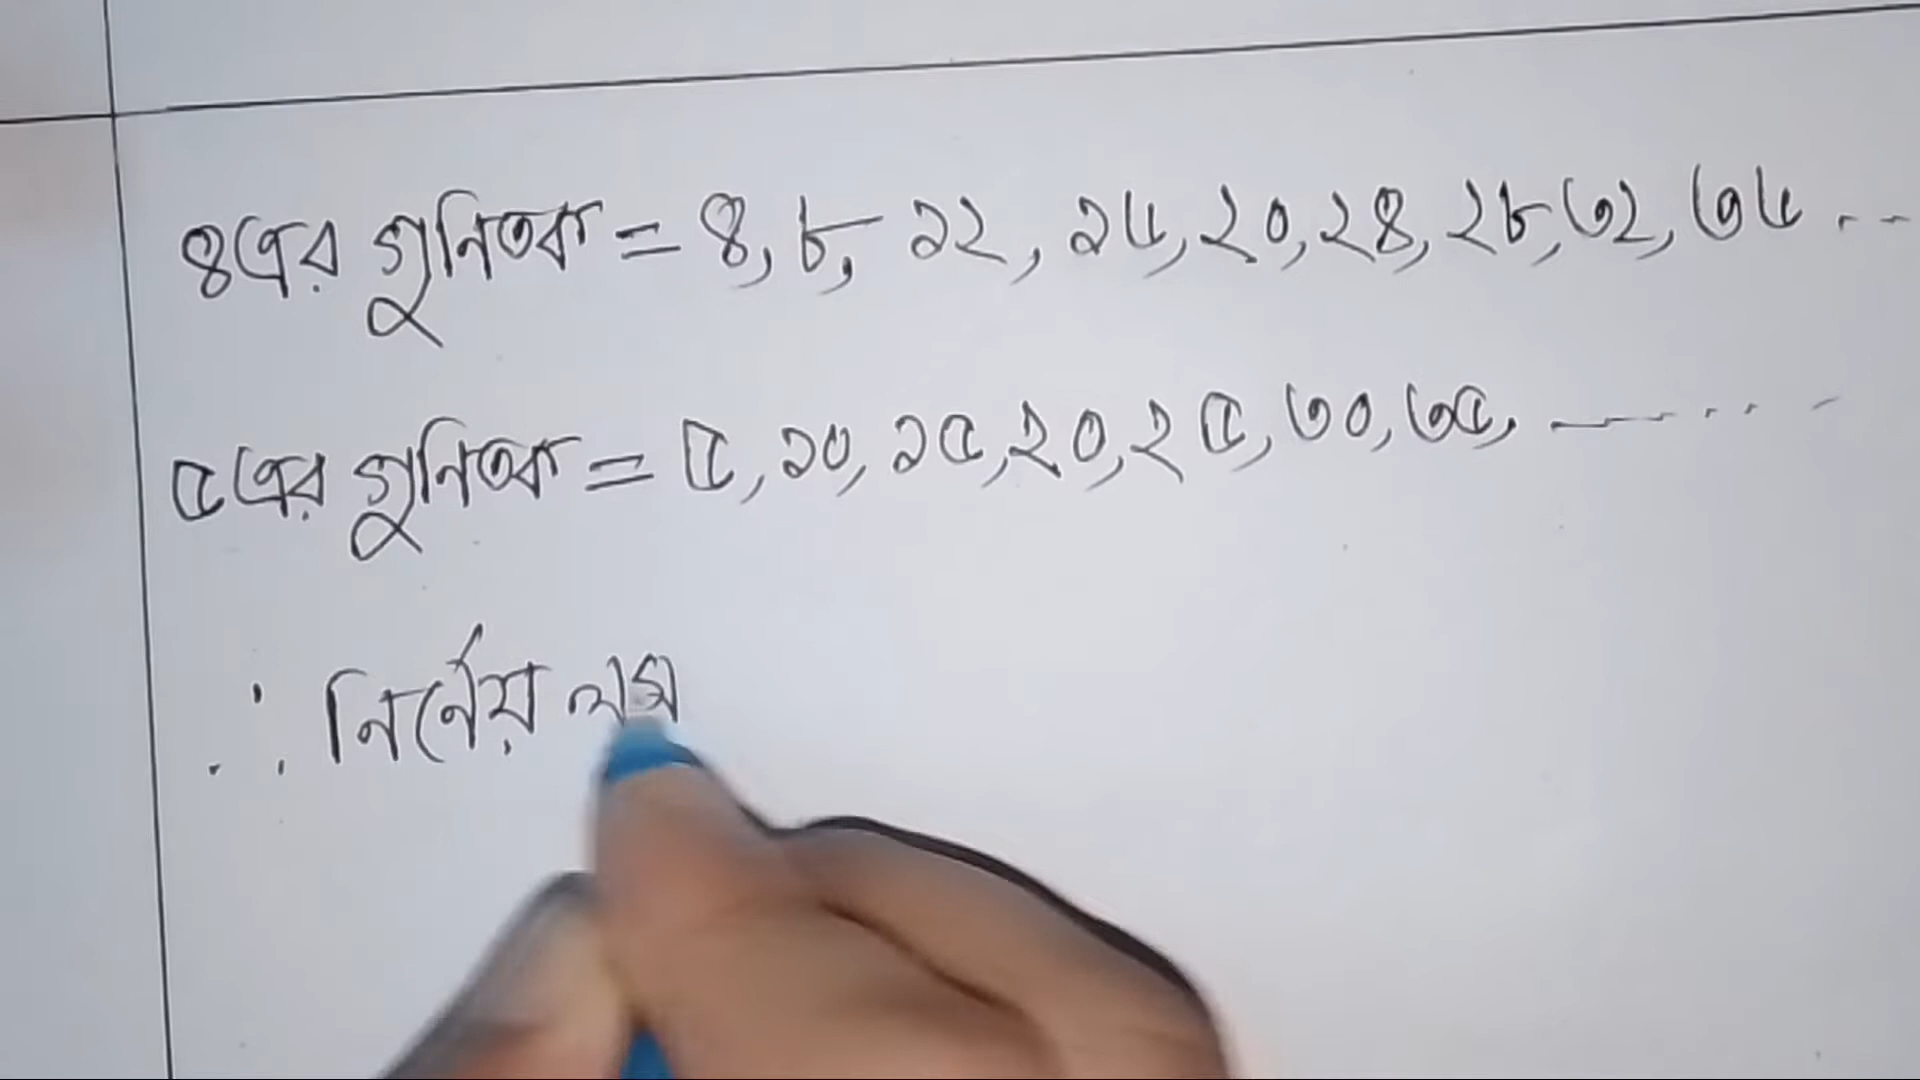 ৪এর গুনিতক = ৪, ৮, ১২, ১৬, ২০, ২৪, ২৮, ৩২, ৩৬ ...
৫এর গুনিতক = ৫, ১০, ১৫, ২০, ২৫, ৩০, ৩৫, .......
∴ নির্নেয় লসা